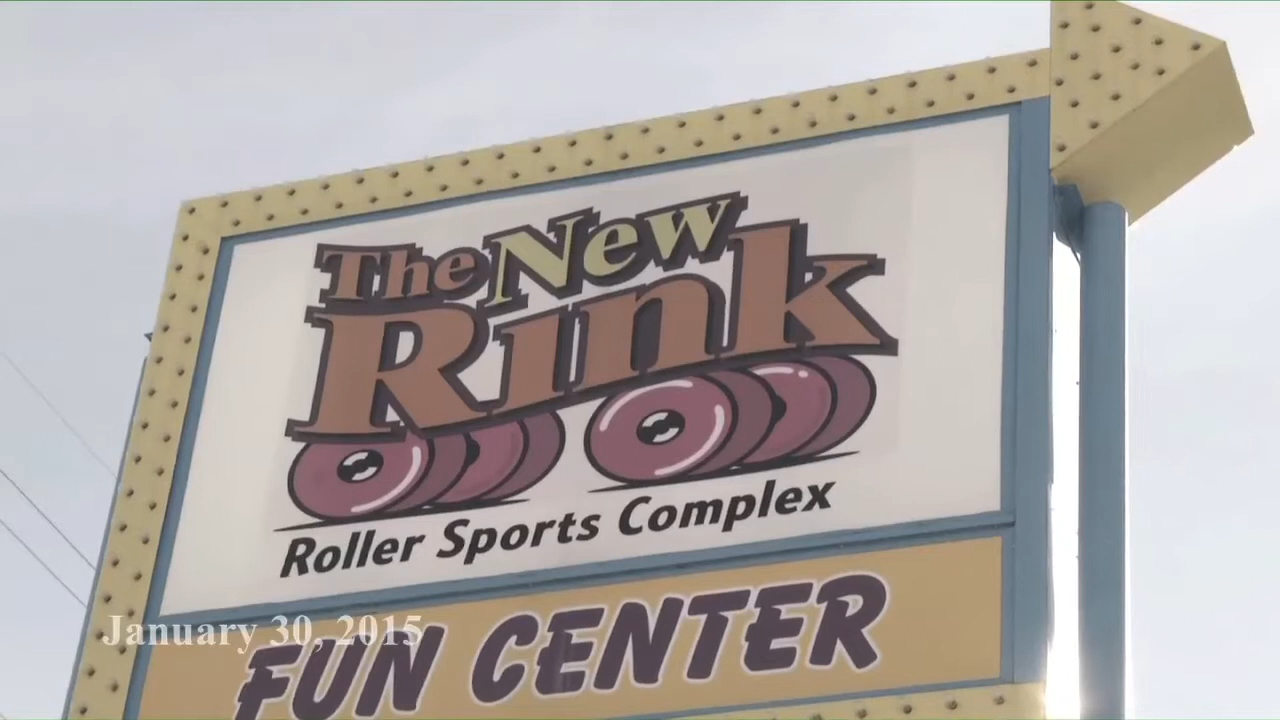 The New
Rink
Roller Sports Complex
January 30, 2015
FUN CENTER